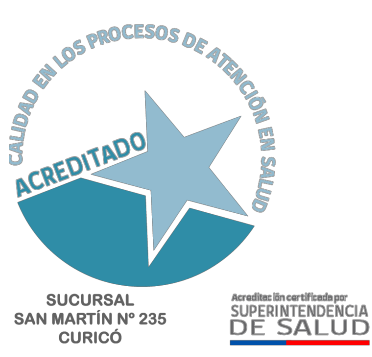 CALIDAD EN LOS PROCESOS DE ATENCIÓN EN SALUD
ACREDITADO
SUCURSAL
SAN MARTÍN Nº 235
CURICÓ
Acreditación certificada por
SUPERINTENDENCIA
DE SALUD